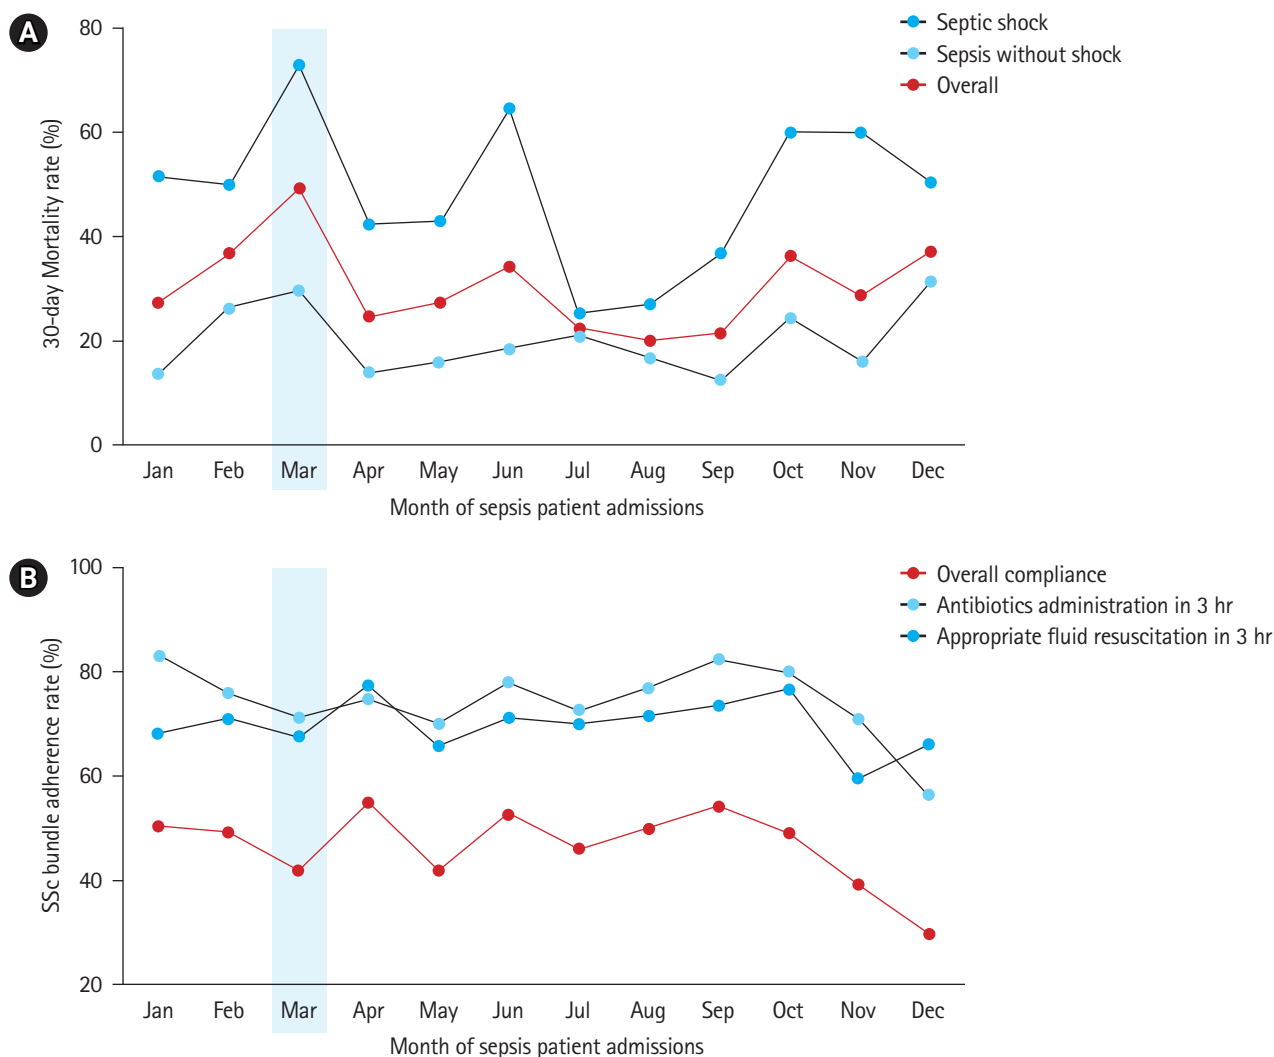 A
Septic shock
Sepsis without shock
Overall
30-day Mortality rate (%)
80
60
40
20
0
Jan Feb Mar Apr May Jun Jul Aug Sep Oct Nov Dec
Month of sepsis patient admissions
B
Overall compliance
Antibiotics administration in 3 hr
Appropriate fluid resuscitation in 3 hr
SSc bundle adherence rate (%)
100
80
60
40
20
Jan Feb Mar Apr May Jun Jul Aug Sep Oct Nov Dec
Month of sepsis patient admissions